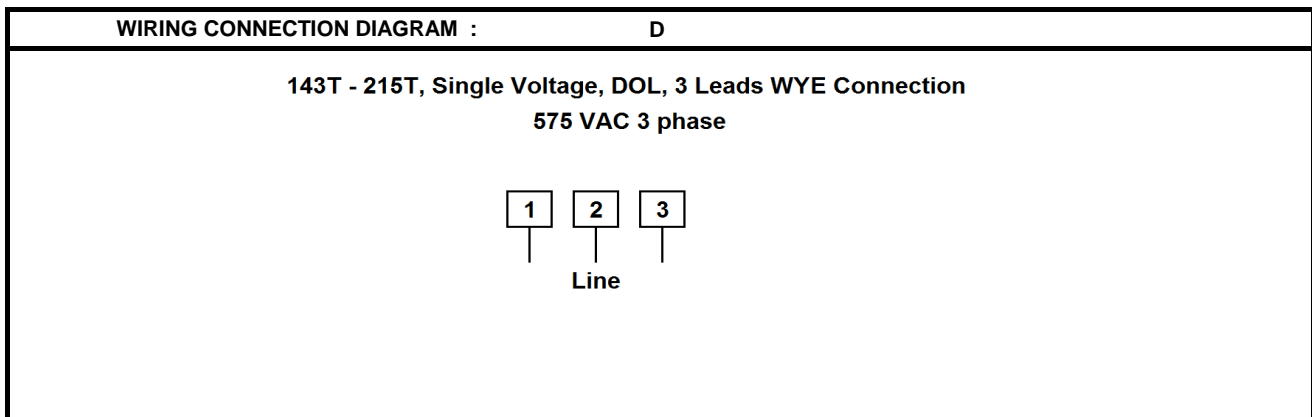 WIRING CONNECTION DIAGRAM : D
143T - 215T, Single Voltage, DOL, 3 Leads WYE Connection
575 VAC 3 phase
1 2 3
Line